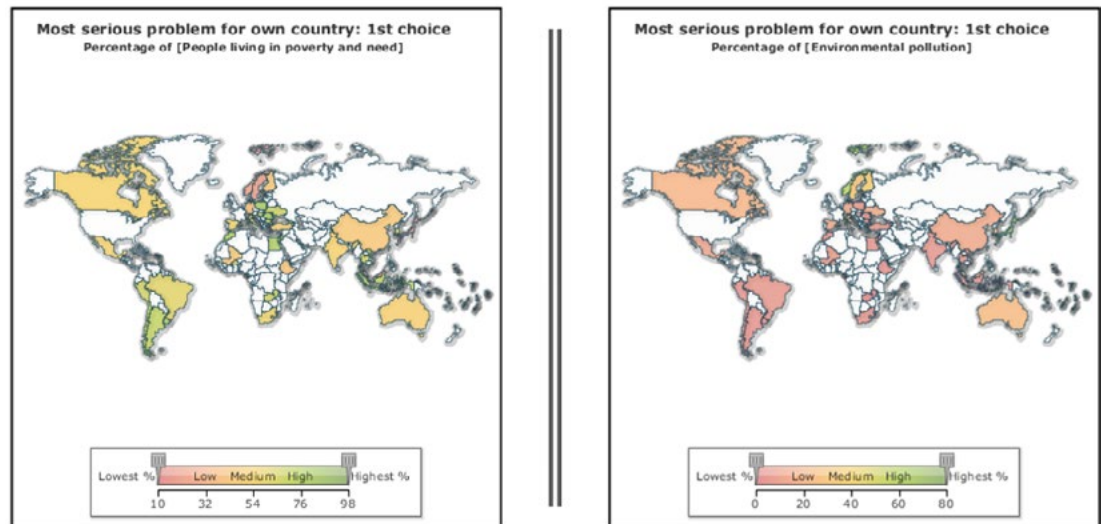 Most serious problem for own country: 1st choice
Percentage of [People living in poverty and need]
Lowest % Low Medium High Highest %
10 32 54 76 98
Most serious problem for own country: 1st choice
Percentage of [Environmental pollution]
Lowest % Low Medium High Highest %
0 20 40 60 80